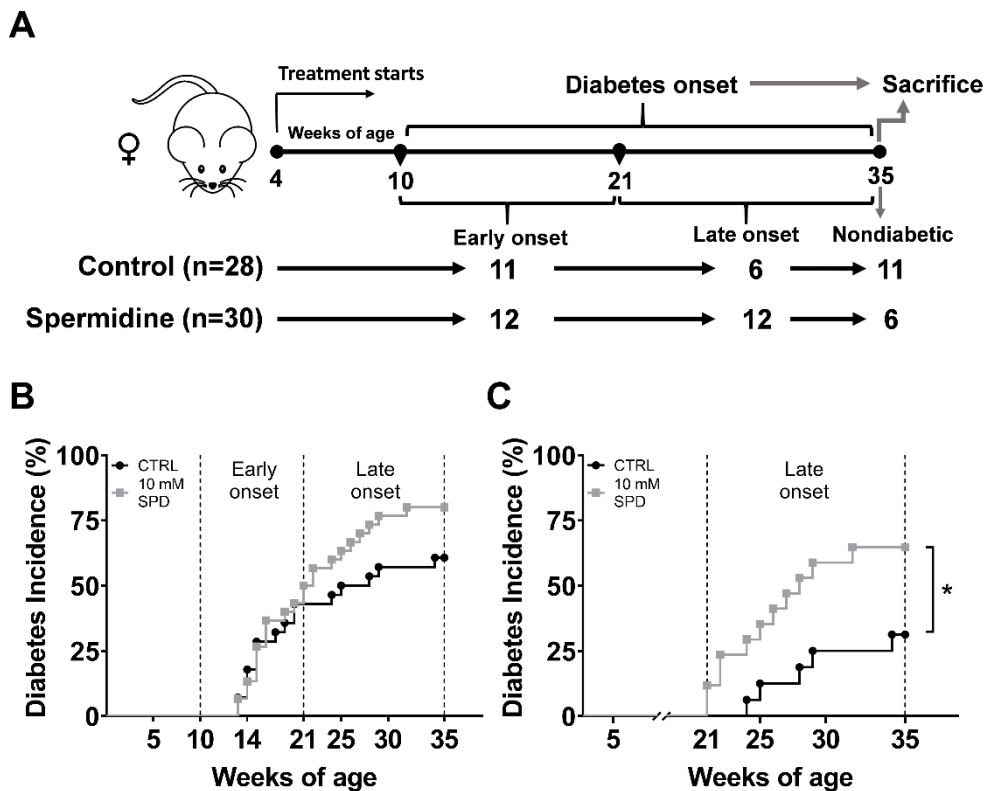 A
Treatment starts
Diabetes onset
Sacrifice
Weeks of age
♀
4
10
21
35
Early onset
Late onset
Nondiabetic
Control (n=28)
11
6
11
Spermidine (n=30)
12
12
6
B
Diabetes Incidence (%)
100
75
50
25
0
CTRL
10 mM
SPD
Early
onset
Late
onset
5
10
14
21
25
30
35
Weeks of age
C
Diabetes Incidence (%)
100
75
50
25
0
CTRL
10 mM
SPD
Late
onset
*
5
21
25
30
35
Weeks of age